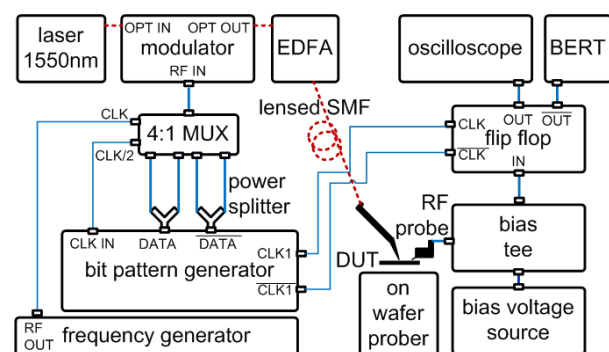 laser
1550nm
OPT IN
OPT OUT
modulator
RF IN
EDFA
oscilloscope
BERT
lensed SMF
CLK
4:1 MUX
CLK/2
power
splitter
CLK
CLK
OUT
OUT
flip flop
IN
CLK IN
DATA
DATA
CLK1
bit pattern generator
CLK1
RF
probe
DUT
bias
tee
RF
OUT
frequency generator
on
wafer
prober
bias voltage
source